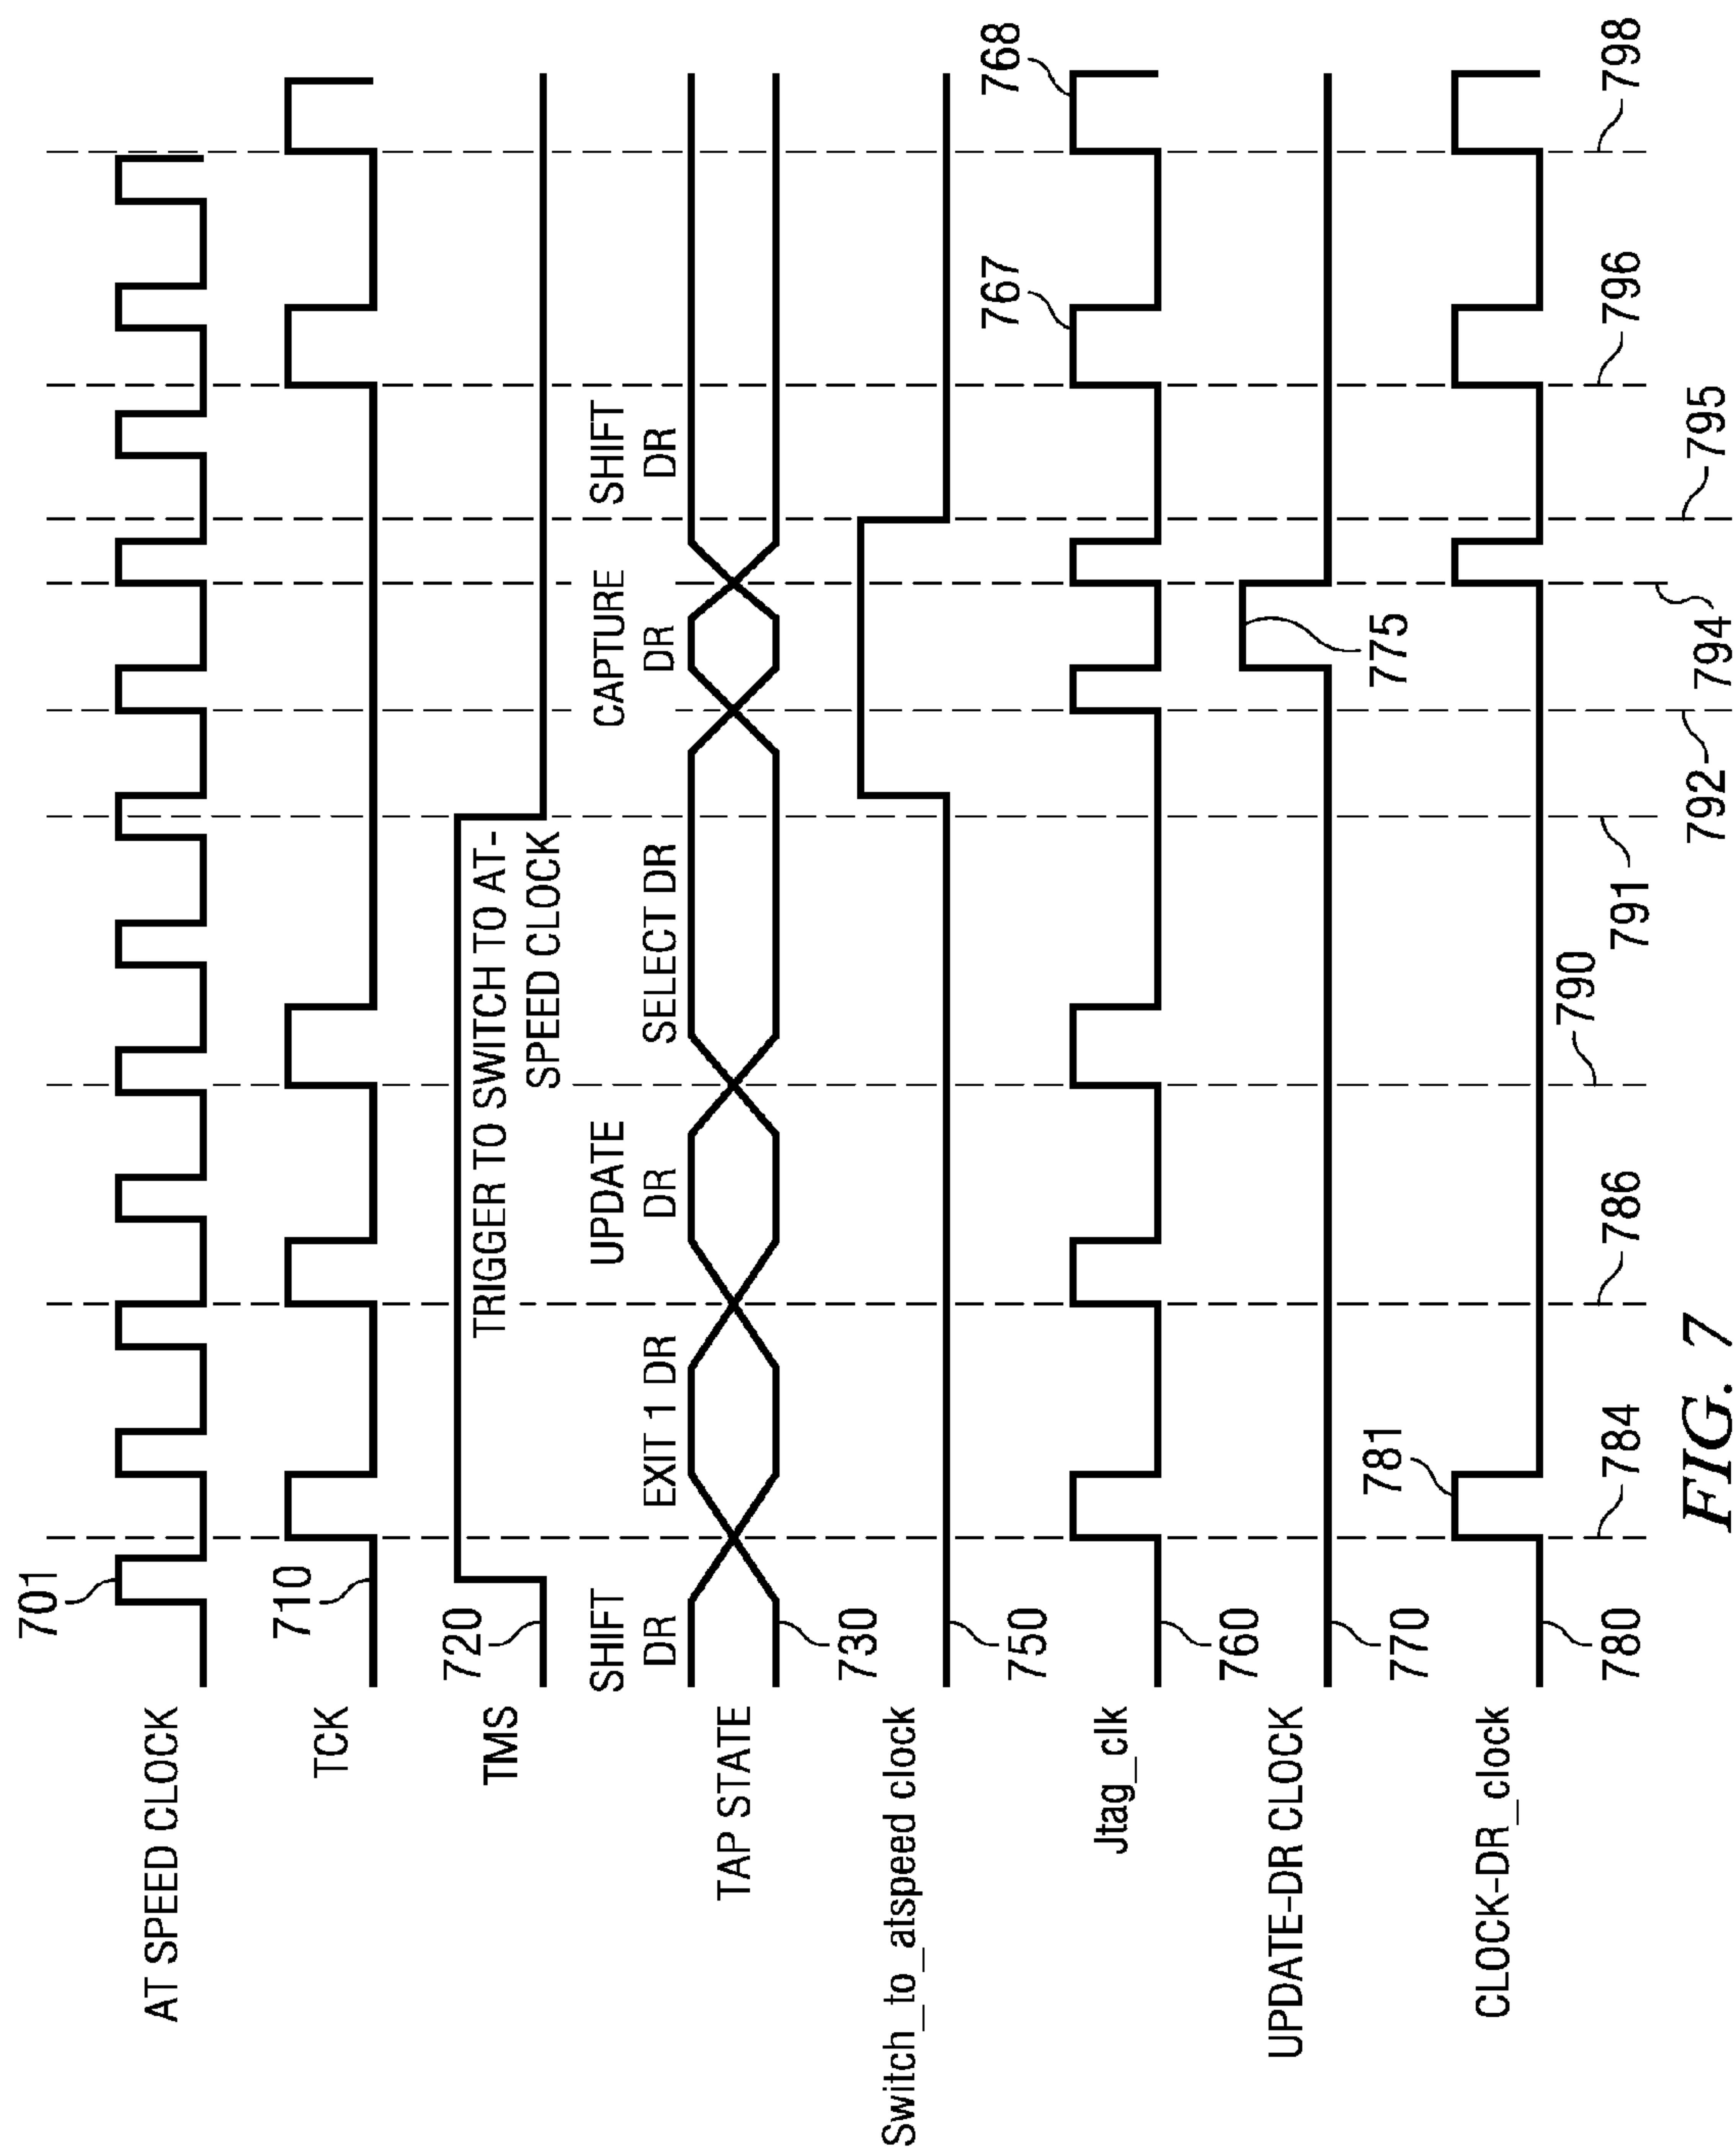 AT SPEED CLOCK
701
TCK
710
TMS
720
TRIGGER TO SWITCH TO AT-
SPEED CLOCK
TAP STATE
SHIFT
DR
EXIT 1 DR
UPDATE
DR
SELECT DR
CAPTURE
DR
SHIFT
DR
730
Switch_to_atspeed clock
750
Jtag_clk
760
767
768
UPDATE-DR CLOCK
770
775
CLOCK-DR_clock
780
781
784
786
790
791
792
794
795
796
798
FIG. 7